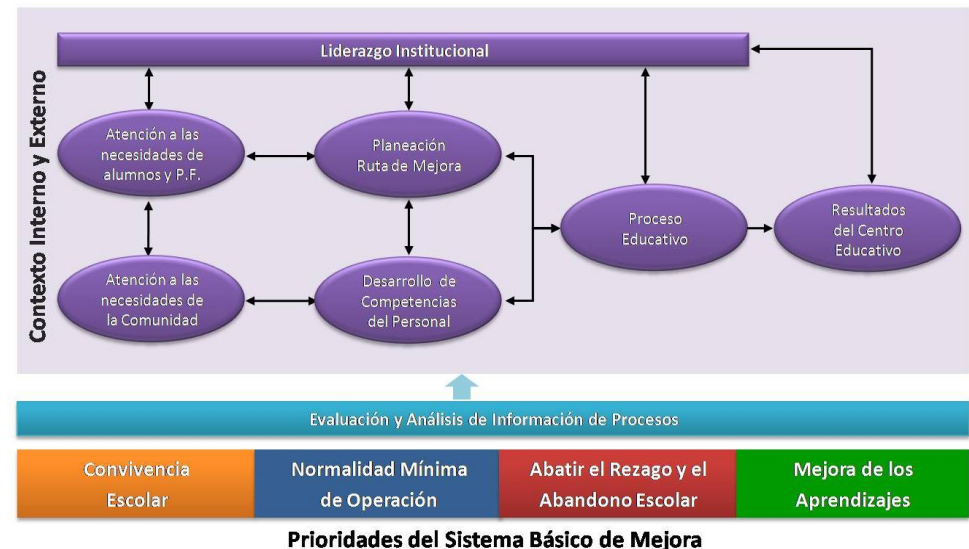 Contexto Interno y Externo
Liderazgo Institucional
Atención a las
necesidades de
alumnos y P.F.
Planeación
Ruta de Mejora
Proceso
Educativo
Resultados
del Centro
Educativo
Atención a las
necesidades de
la Comunidad
Desarrollo de
Competencias
del Personal
Evaluación y Análisis de Información de Procesos
Convivencia
Escolar
Normalidad Mínima
de Operación
Abatir el Rezago y el
Abandono Escolar
Mejora de los
Aprendizajes
Prioridades del Sistema Básico de Mejora